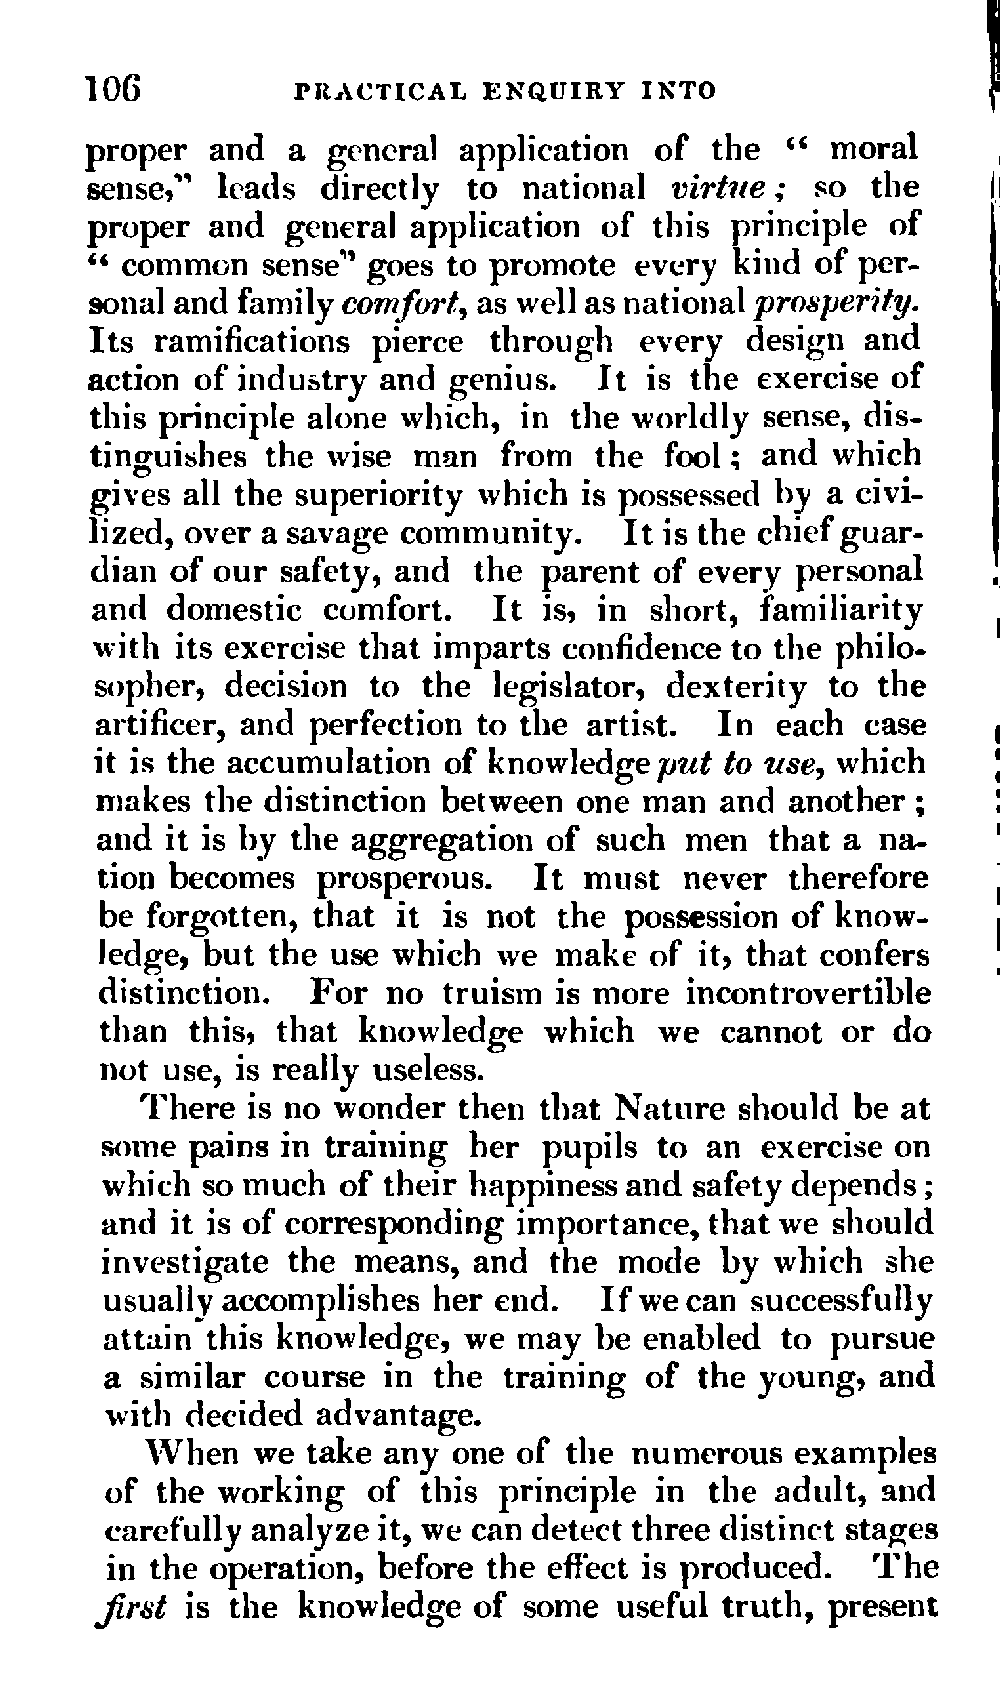 106 PRACTICAL ENQUIRY INTO
proper and a general application of the “ moral
sense,” leads directly to national virtue ; so the
proper and general application of this principle of
“ common sense” goes to promote every kind of per-
sonal and family comfort, as well as national prosperity.
Its ramifications pierce through every design and
action of industry and genius. It is the exercise of
this principle alone which, in the worldly sense, dis-
tinguishes the wise man from the fool ; and which
gives all the superiority which is possessed by a civi-
lized, over a savage community. It is the chief guar-
dian of our safety, and the parent of every personal
and domestic comfort. It is, in short, familiarity
with its exercise that imparts confidence to the philo-
sopher, decision to the legislator, dexterity to the
artificer, and perfection to the artist. In each case
it is the accumulation of knowledge put to use, which
makes the distinction between one man and another ;
and it is by the aggregation of such men that a na-
tion becomes prosperous. It must never therefore
be forgotten, that it is not the possession of know-
ledge, but the use which we make of it, that confers
distinction. For no truism is more incontrovertible
than this, that knowledge which we cannot or do
not use, is really useless.
There is no wonder then that Nature should be at
some pains in training her pupils to an exercise on
which so much of their happiness and safety depends ;
and it is of corresponding importance, that we should
investigate the means, and the mode by which she
usually accomplishes her end. If we can successfully
attain this knowledge, we may be enabled to pursue
a similar course in the training of the young, and
with decided advantage.
When we take any one of the numerous examples
of the working of this principle in the adult, and
carefully analyze it, we can detect three distinct stages
in the operation, before the effect is produced. The
first is the knowledge of some useful truth, present